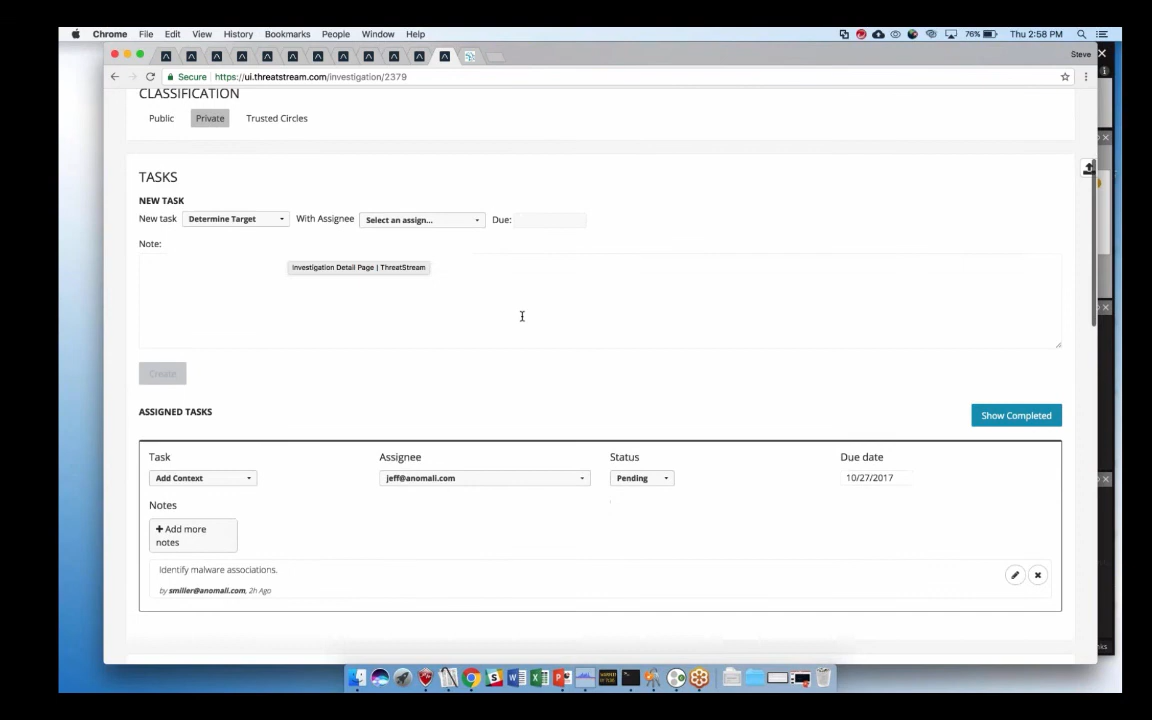 Chrome File Edit View History Bookmarks People Window Help 76% Thu 2:58 PM
Steve
Secure https://ui.threatstream.com/investigation/2379
CLASSIFICATION
Public Private Trusted Circles
TASKS
NEW TASK
New task Determine Target With Assignee Select an assign... Due:
Note:
Investigation Detail Page | ThreatStream
Create
ASSIGNED TASKS Show Completed
Task Assignee Status Due date
Add Context jeff@anomali.com Pending 10/27/2017
Notes
+ Add more
notes
Identify malware associations.
by smiller@anomali.com, 2h Ago